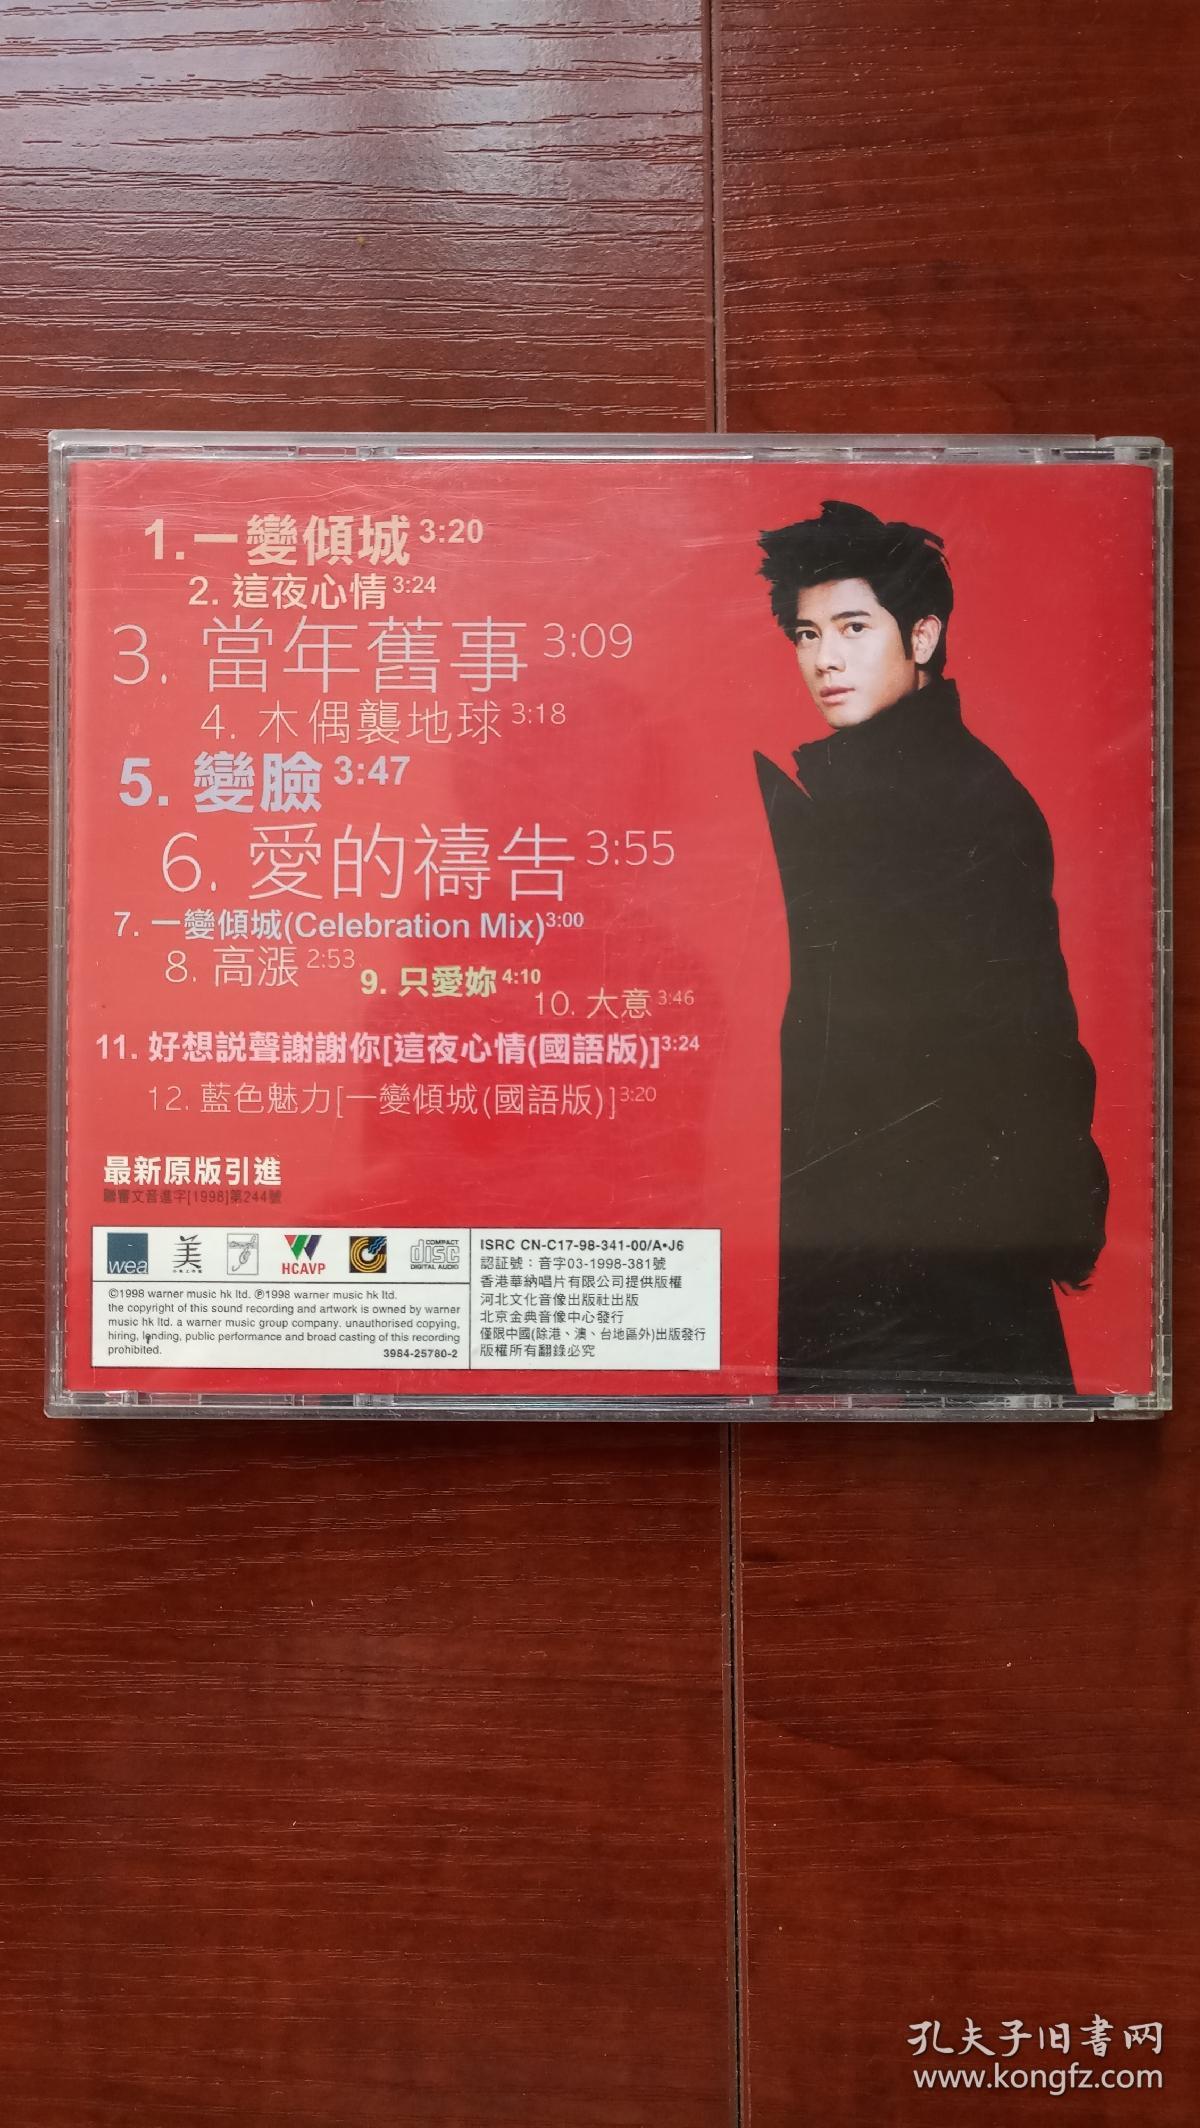 1.一變傾城 3:20
2. 這夜心情 3:24
3. 當年舊事 3:09
4. 木偶襲地球 3:18
5. 變臉 3:47
6. 愛的禱告 3:55
7. 一變傾城(Celebration Mix) 3:00
8. 高漲 2:53
9. 只愛妳 4:10
10. 大意 3:46
11. 好想説聲謝謝你[這夜心情(國語版)] 3:24
12. 藍色魅力[一變傾城(國語版)] 3:20
最新原版引進
聯審文音進字[1998]第244號
wea
美
HCAVP
COMPACT
disc
DIGITAL AUDIO
©1998 warner music hk ltd. ℗1998 warner music hk ltd.
the copyright of this sound recording and artwork is owned by warner
music hk ltd. a warner music group company. unauthorised copying,
hiring, lending, public performance and broad casting of this recording
prohibited.
3984-25780-2
ISRC CN-C17-98-341-00/A•J6
認証號：音字03-1998-381號
香港華納唱片有限公司提供版權
河北文化音像出版社出版
北京金典音像中心發行
僅限中國(除港、澳、台地區外)出版發行
版權所有翻錄必究
孔夫子旧书网
www.kongfz.com